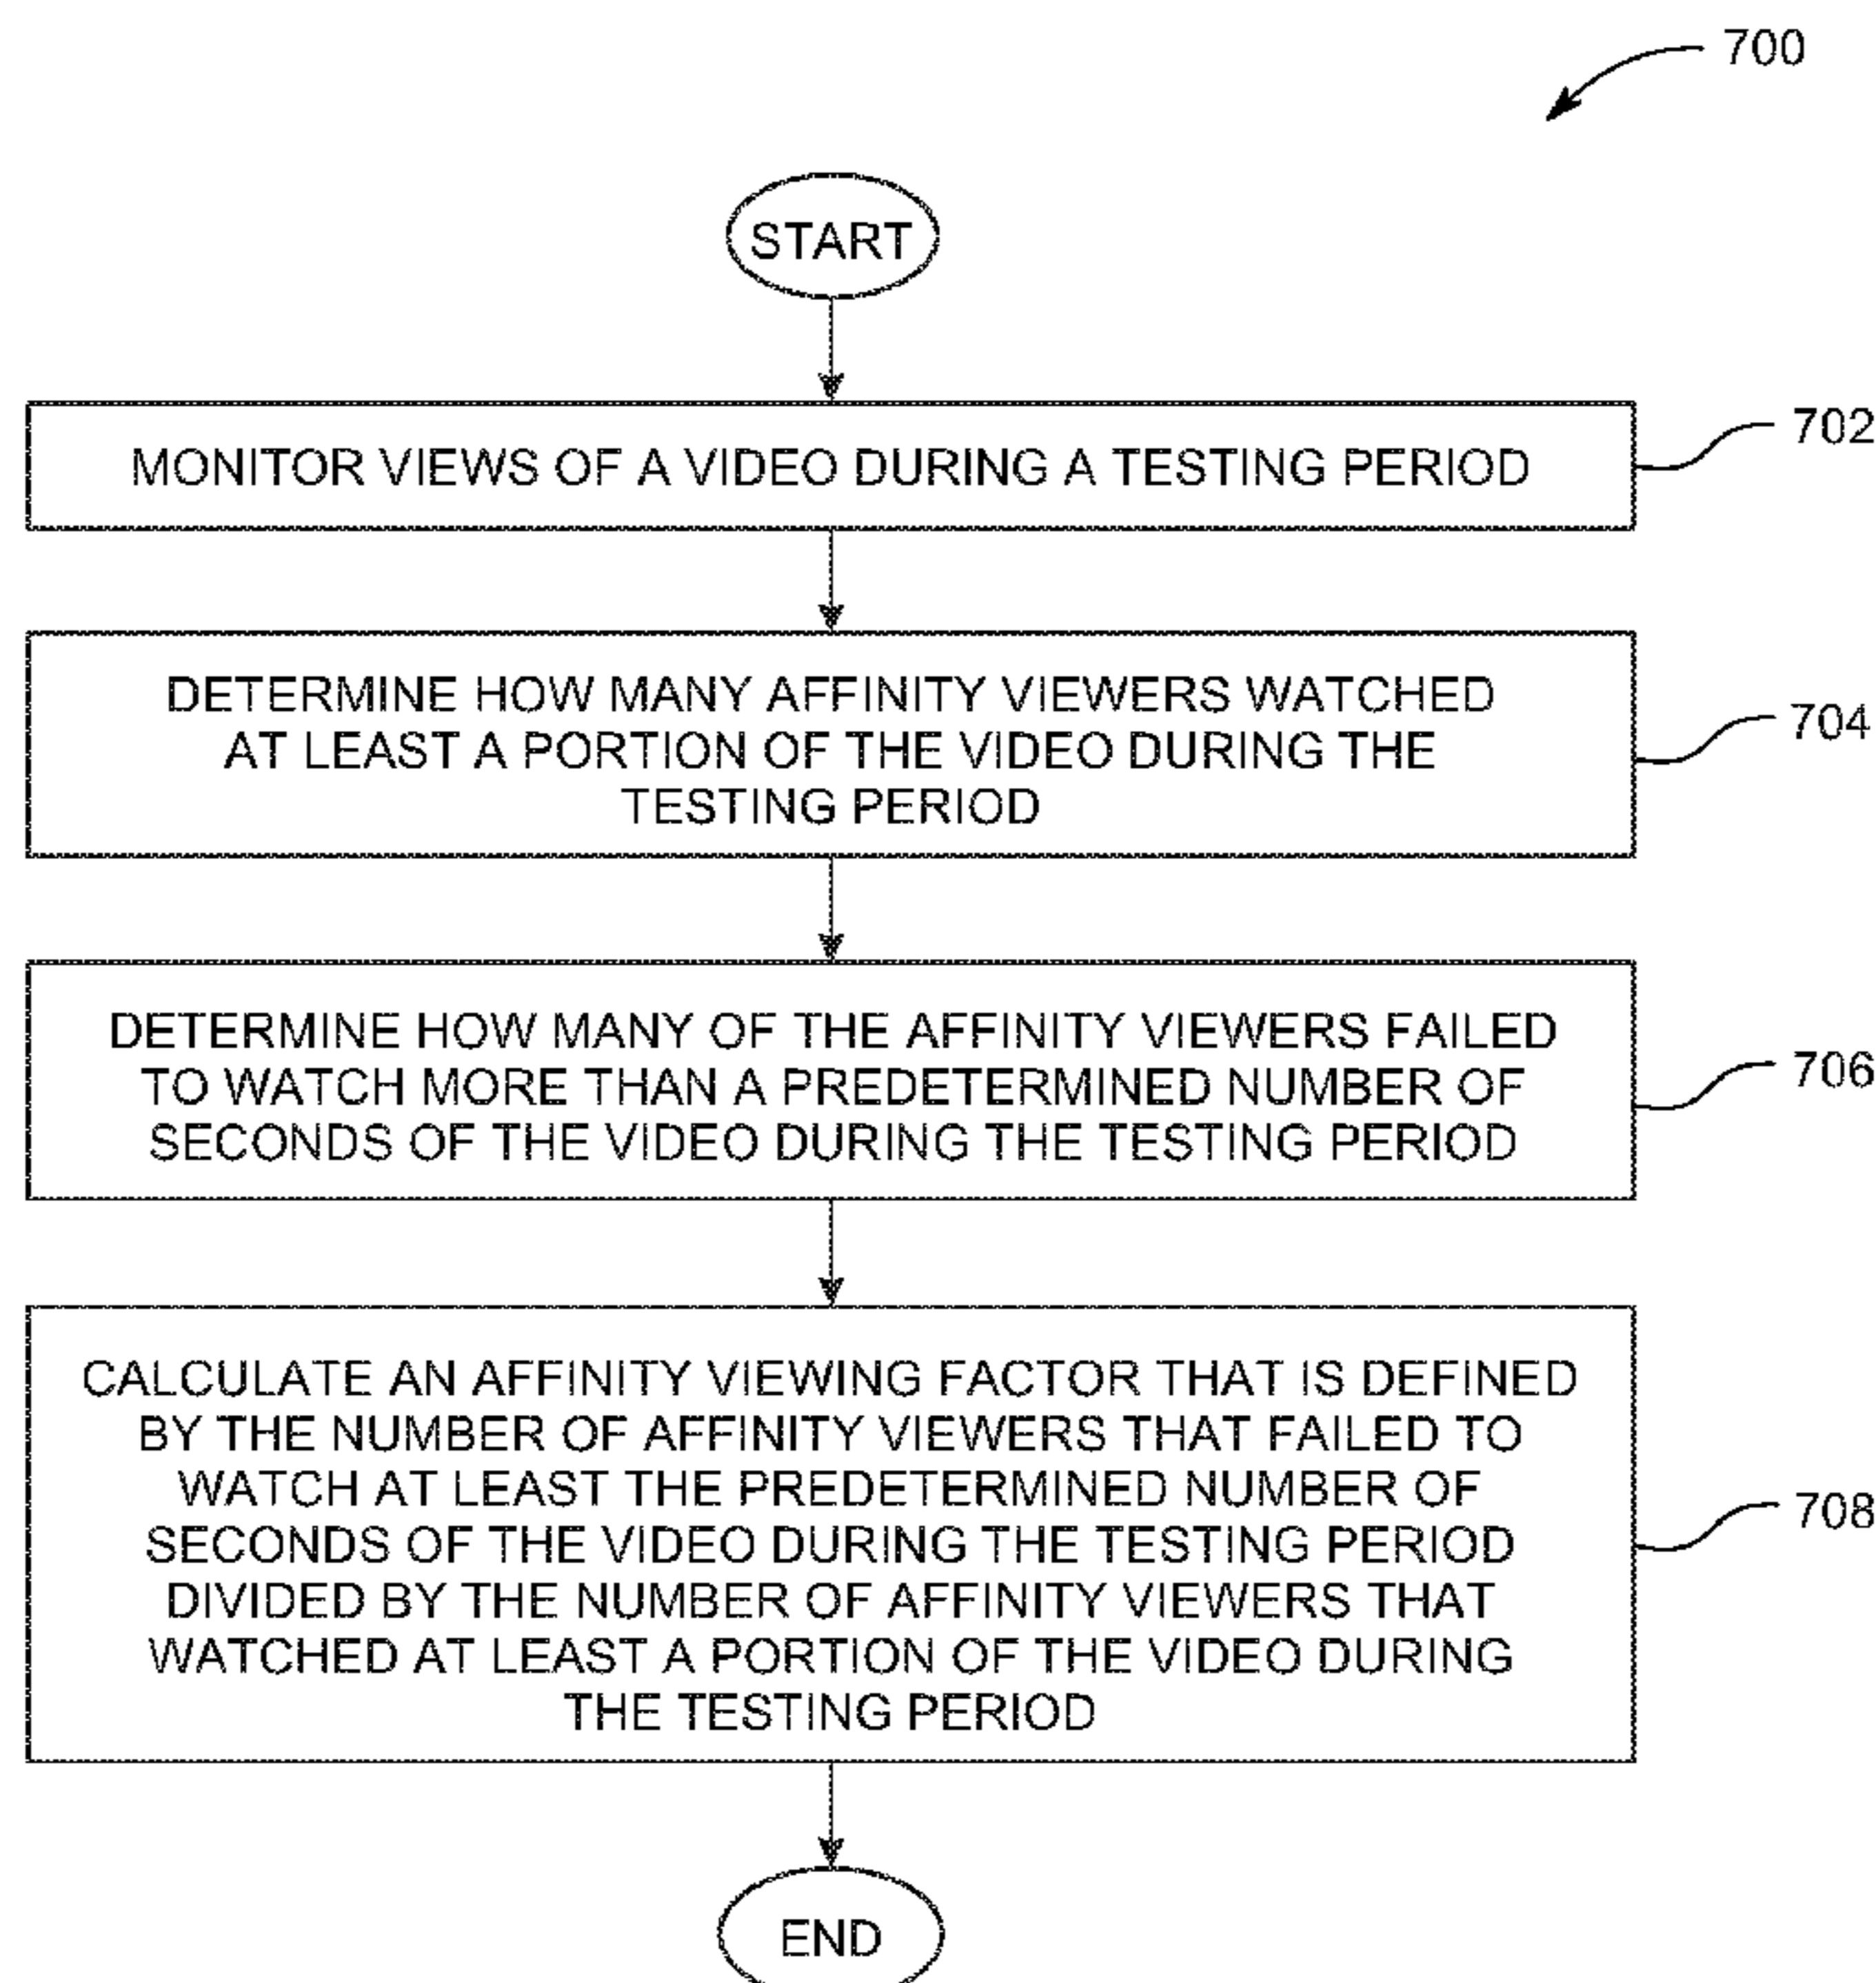 700
START
MONITOR VIEWS OF A VIDEO DURING A TESTING PERIOD
702
DETERMINE HOW MANY AFFINITY VIEWERS WATCHED
AT LEAST A PORTION OF THE VIDEO DURING THE
TESTING PERIOD
704
DETERMINE HOW MANY OF THE AFFINITY VIEWERS FAILED
TO WATCH MORE THAN A PREDETERMINED NUMBER OF
SECONDS OF THE VIDEO DURING THE TESTING PERIOD
706
CALCULATE AN AFFINITY VIEWING FACTOR THAT IS DEFINED
BY THE NUMBER OF AFFINITY VIEWERS THAT FAILED TO
WATCH AT LEAST THE PREDETERMINED NUMBER OF
SECONDS OF THE VIDEO DURING THE TESTING PERIOD
DIVIDED BY THE NUMBER OF AFFINITY VIEWERS THAT
WATCHED AT LEAST A PORTION OF THE VIDEO DURING
THE TESTING PERIOD
708
END